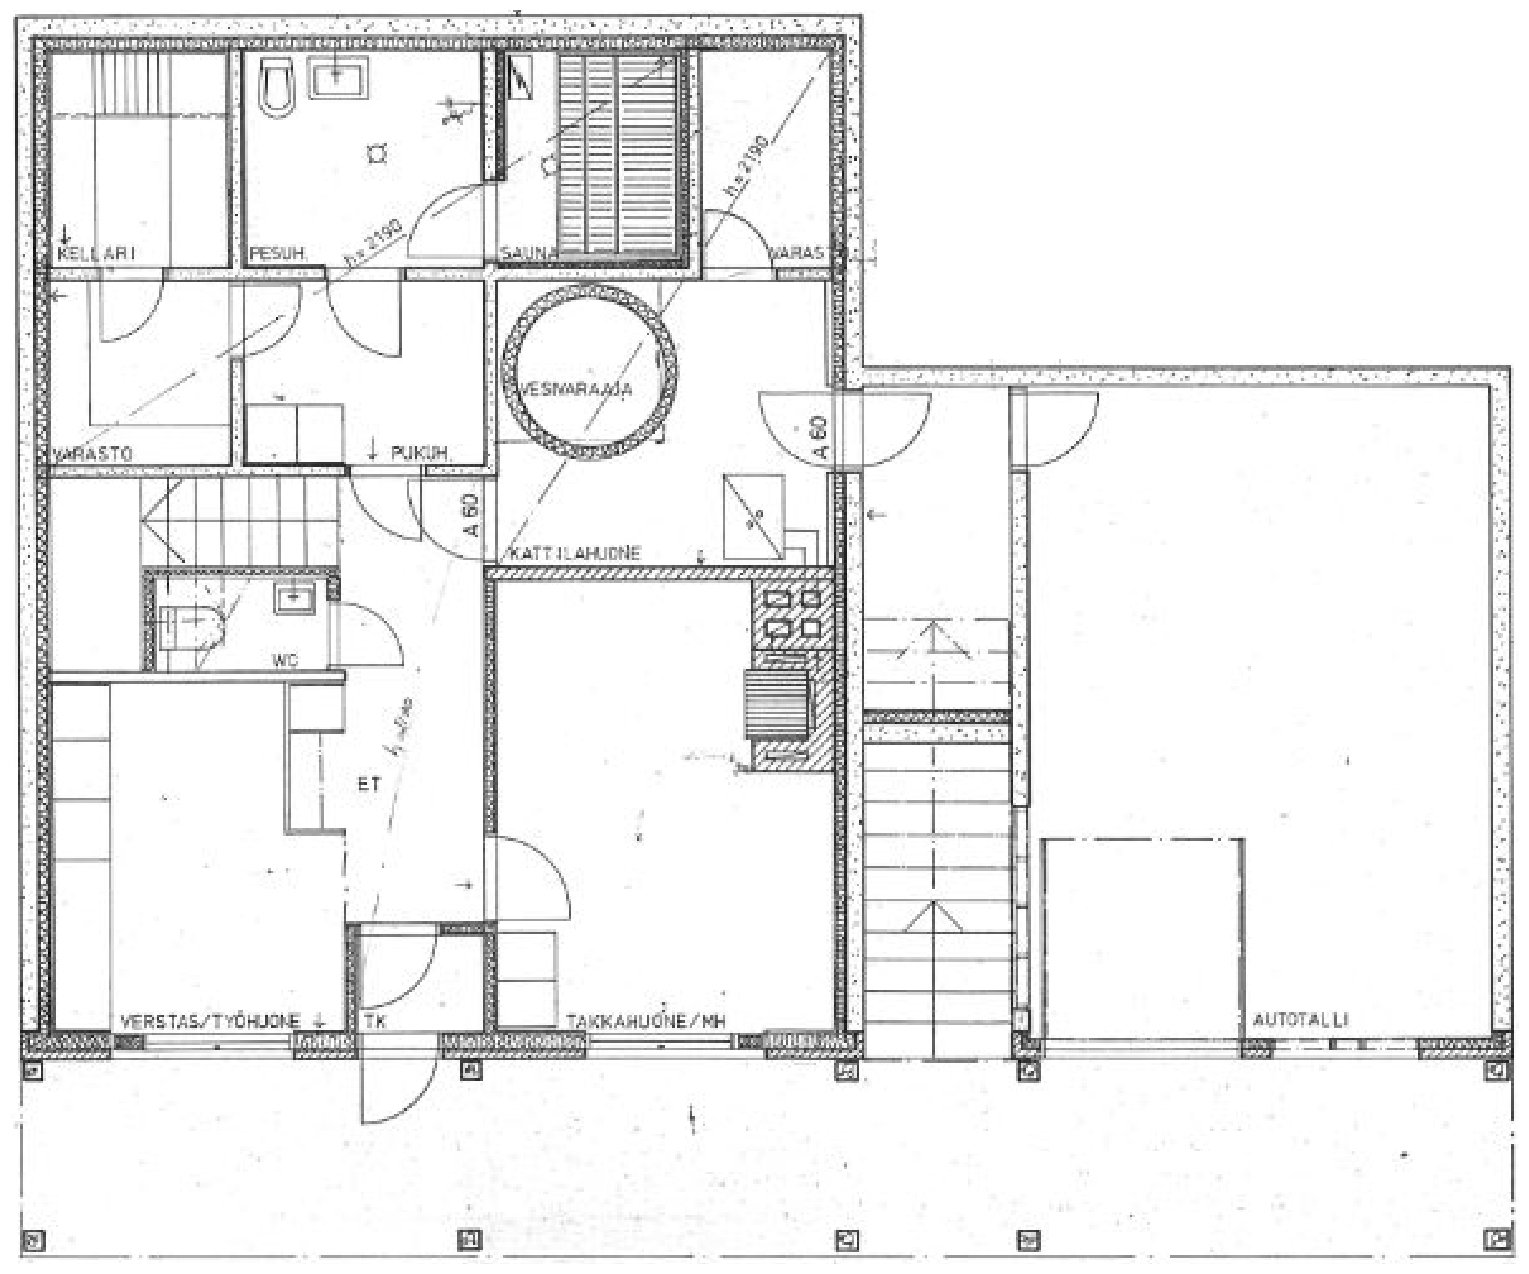 KELLARI
PESUH.
h = 2190
SAUNA
h = 2190
VARAST
VESIVARAAJA
VARASTO
PUKUH.
A 60
A 60
KATTILAHUONE
WC
ET
VERSTAS/TYÖHUONE
TK
TAKKAHUONE/MH
AUTOTALLI